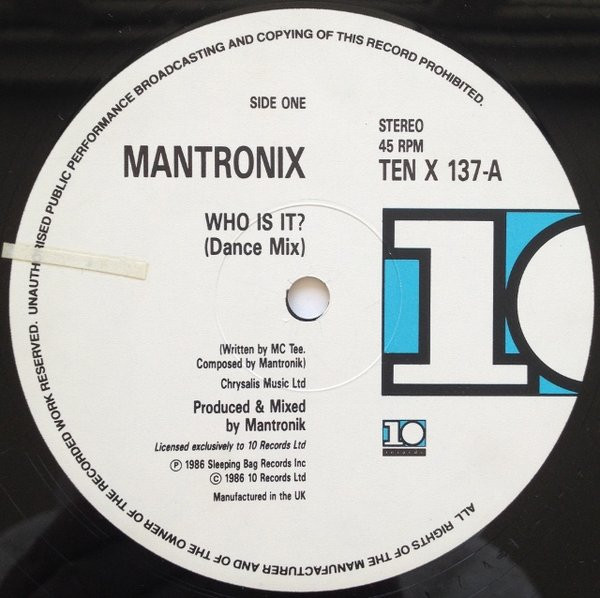 ALL RIGHTS OF THE MANUFACTURER AND OF THE OWNER OF THE RECORDED WORK RESERVED. UNAUTHORISED PUBLIC PERFORMANCE BROADCASTING AND COPYING OF THIS RECORD PROHIBITED.
SIDE ONE
STEREO
45 RPM
MANTRONIX
TEN X 137-A
WHO IS IT?
(Dance Mix)
10
(Written by MC Tee.
Composed by Mantronik)
Chrysalis Music Ltd
Produced & Mixed
by Mantronik
Licensed exclusively to 10 Records Ltd
Ⓟ 1986 Sleeping Bag Records Inc
© 1986 10 Records Ltd
Manufactured in the UK
10
records